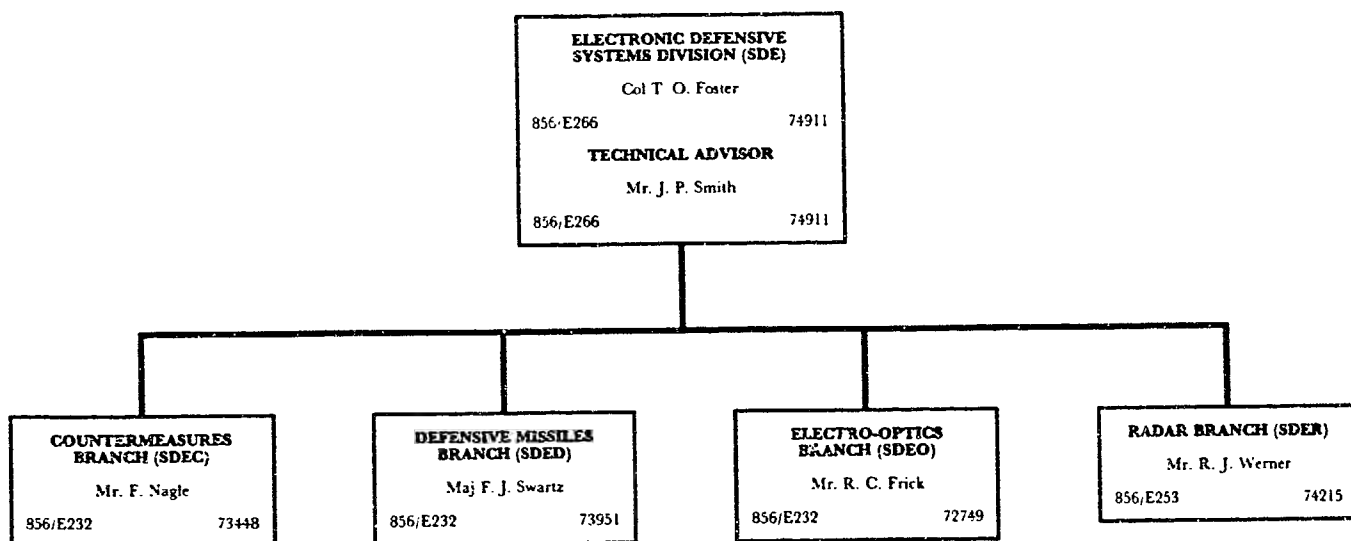 ELECTRONIC DEFENSIVE
SYSTEMS DIVISION (SDE)
Col T O. Foster
856/E266 74911
TECHNICAL ADVISOR
Mr. J. P. Smith
856/E266 74911
COUNTERMEASURES
BRANCH (SDEC)
Mr. F. Nagle
856/E232 73448
DEFENSIVE MISSILES
BRANCH (SDED)
Maj F. J. Swartz
856/E232 73951
ELECTRO-OPTICS
BRANCH (SDEO)
Mr. R. C. Frick
856/E232 72749
RADAR BRANCH (SDER)
Mr. R. J. Werner
856/E253 74215